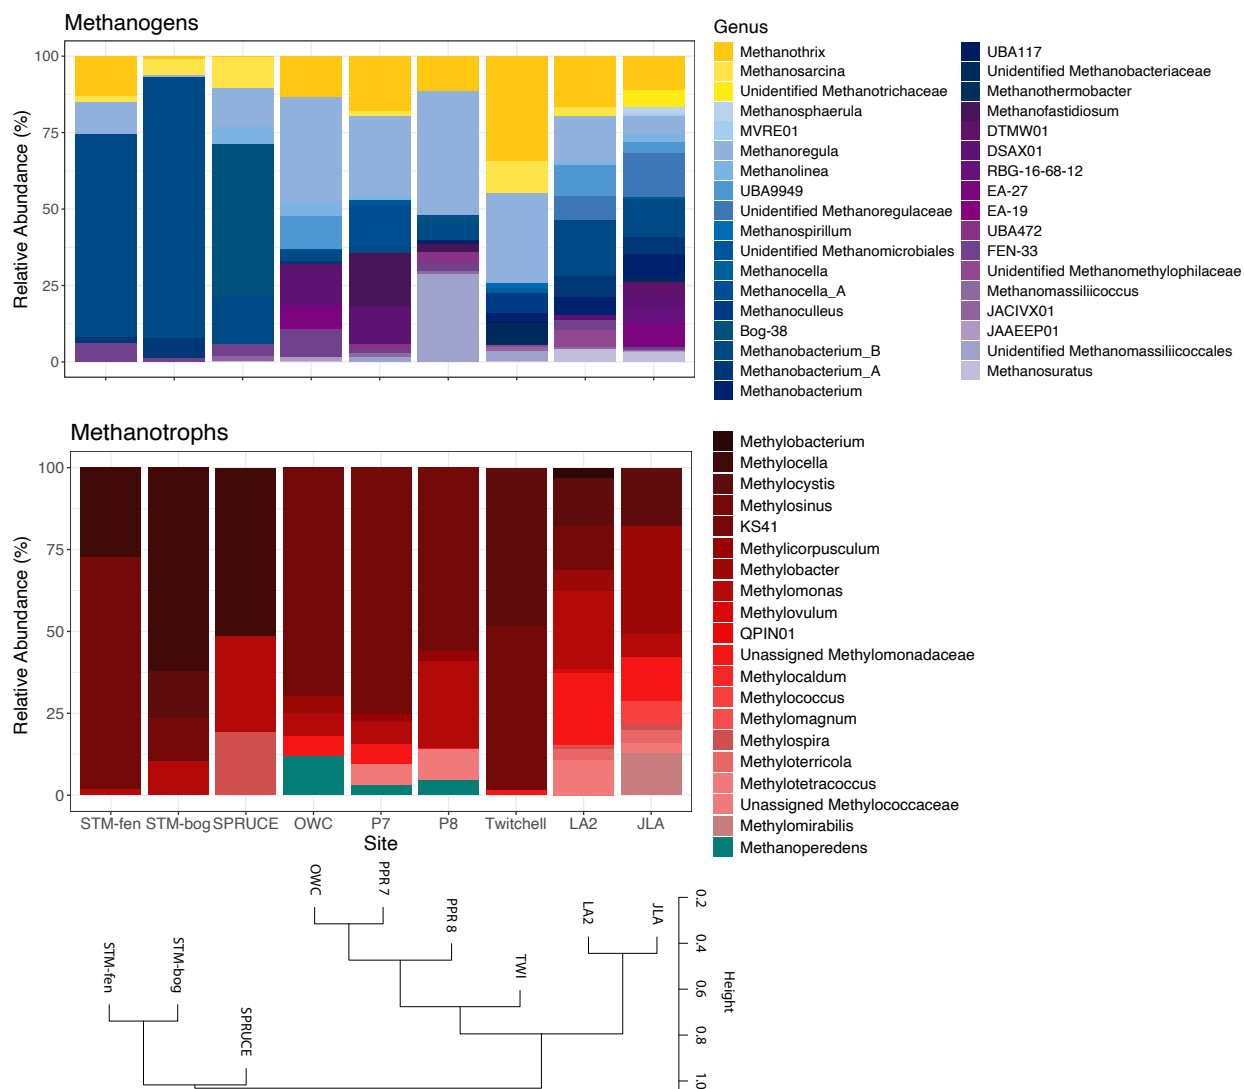 Methanogens
Relative Abundance (%)
100
75
50
25
0
Genus
Methanothrix
Methanosarcina
Unidentified Methanotrichaceae
Methanosphaerula
MVRE01
Methanoregula
Methanolinea
UBA9949
Unidentified Methanoregulaceae
Methanospirillum
Unidentified Methanomicrobiales
Methanocella
Methanocella_A
Methanoculleus
Bog-38
Methanobacterium_B
Methanobacterium_A
Methanobacterium
UBA117
Unidentified Methanobacteriaceae
Methanothermobacter
Methanofastidiosum
DTMW01
DSAX01
RBG-16-68-12
EA-27
EA-19
UBA472
FEN-33
Unidentified Methanomethylophilaceae
Methanomassiliicoccus
JACIVX01
JAAEEP01
Unidentified Methanomassiliicoccales
Methanosuratus
Methanotrophs
Relative Abundance (%)
100
75
50
25
0
STM-fen STM-bog SPRUCE OWC P7 P8 Twitchell LA2 JLA
Site
Methylobacterium
Methylocella
Methylocystis
Methylosinus
KS41
Methylicorpusculum
Methylobacter
Methylomonas
Methylovulum
QPIN01
Unassigned Methylomonadaceae
Methylocaldum
Methylococcus
Methylomagnum
Methylospira
Methyloterricola
Methylotetracoccus
Unassigned Methylococcaceae
Methylomirabilis
Methanoperedens
STM-fen
STM-bog
SPRUCE
OWC
PPR 7
PPR 8
TWI
LA2
JLA
0.2
0.4
0.6
0.8
1.0
Height